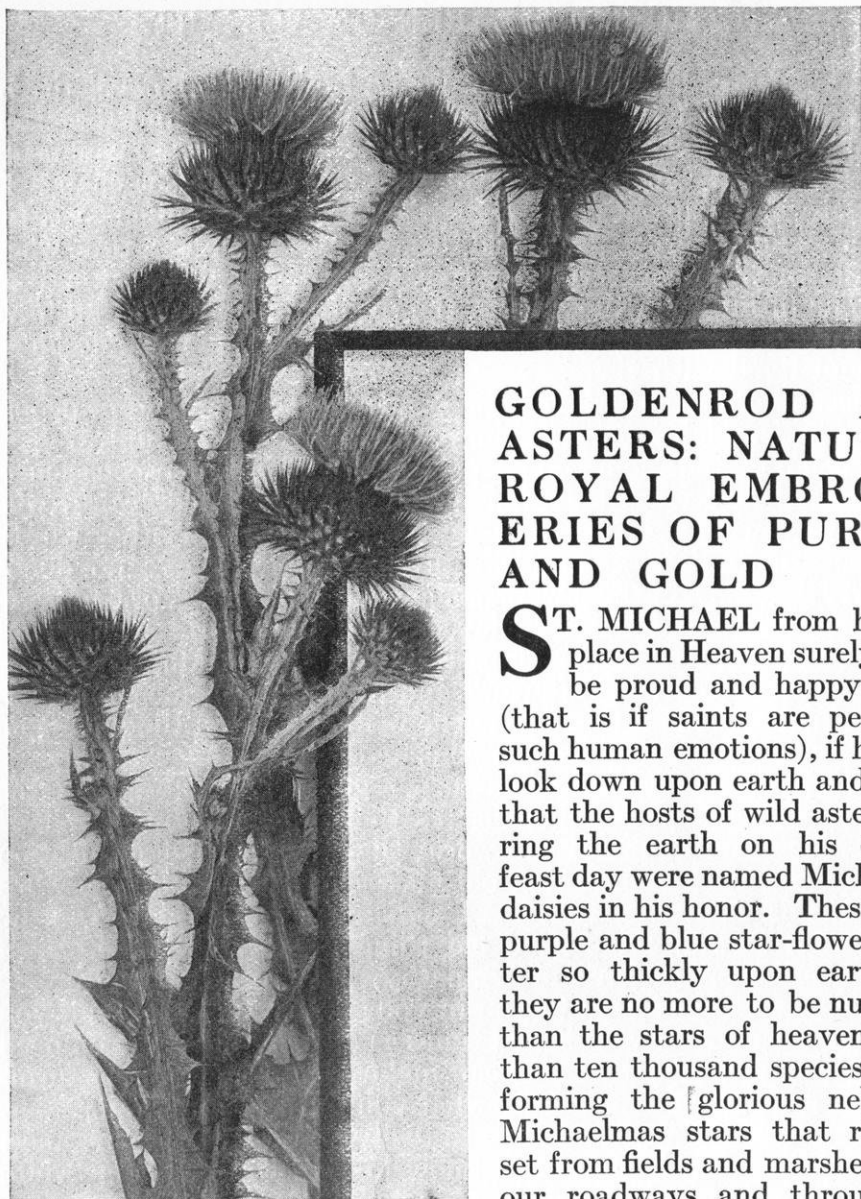 GOLDENROD
ASTERS: NATU
ROYAL EMBRO
ERIES OF PUR
AND GOLD
ST. MICHAEL from h
place in Heaven surely
be proud and happy
(that is if saints are pe
such human emotions), if h
look down upon earth and
that the hosts of wild aste
ring the earth on his
feast day were named Mich
daisies in his honor. Thes
purple and blue star-flowe
ter so thickly upon ear
they are no more to be nu
than the stars of heaven
than ten thousand species
forming the glorious ne
Michaelmas stars that r
set from fields and marshe
our roadways and throu